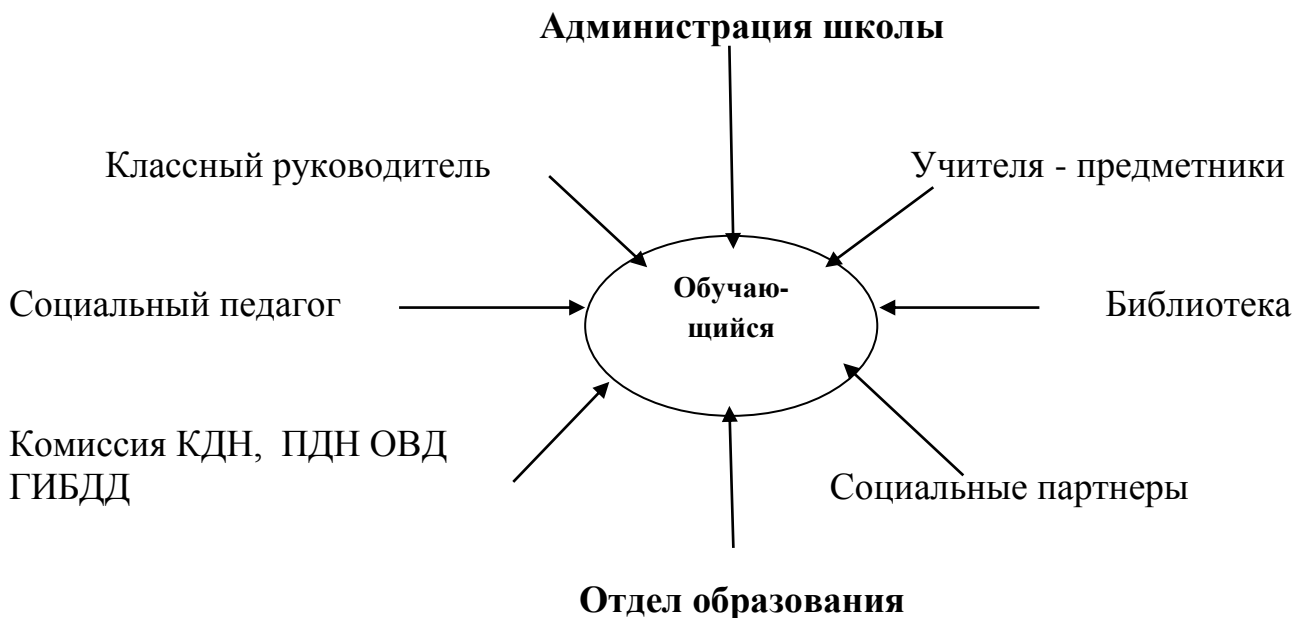 Администрация школы
Классный руководитель
Учителя - предметники
Обучаю-
щийся
Социальный педагог
Библиотека
Комиссия КДН, ПДН ОВД
ГИБДД
Социальные партнеры
Отдел образования